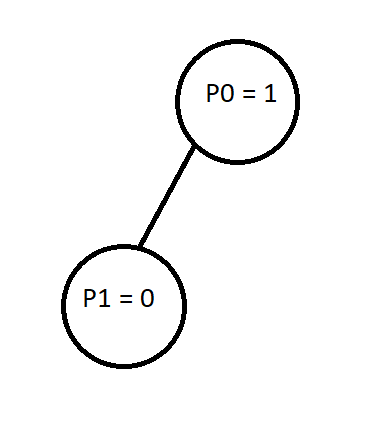 P0 = 1
P1 = 0